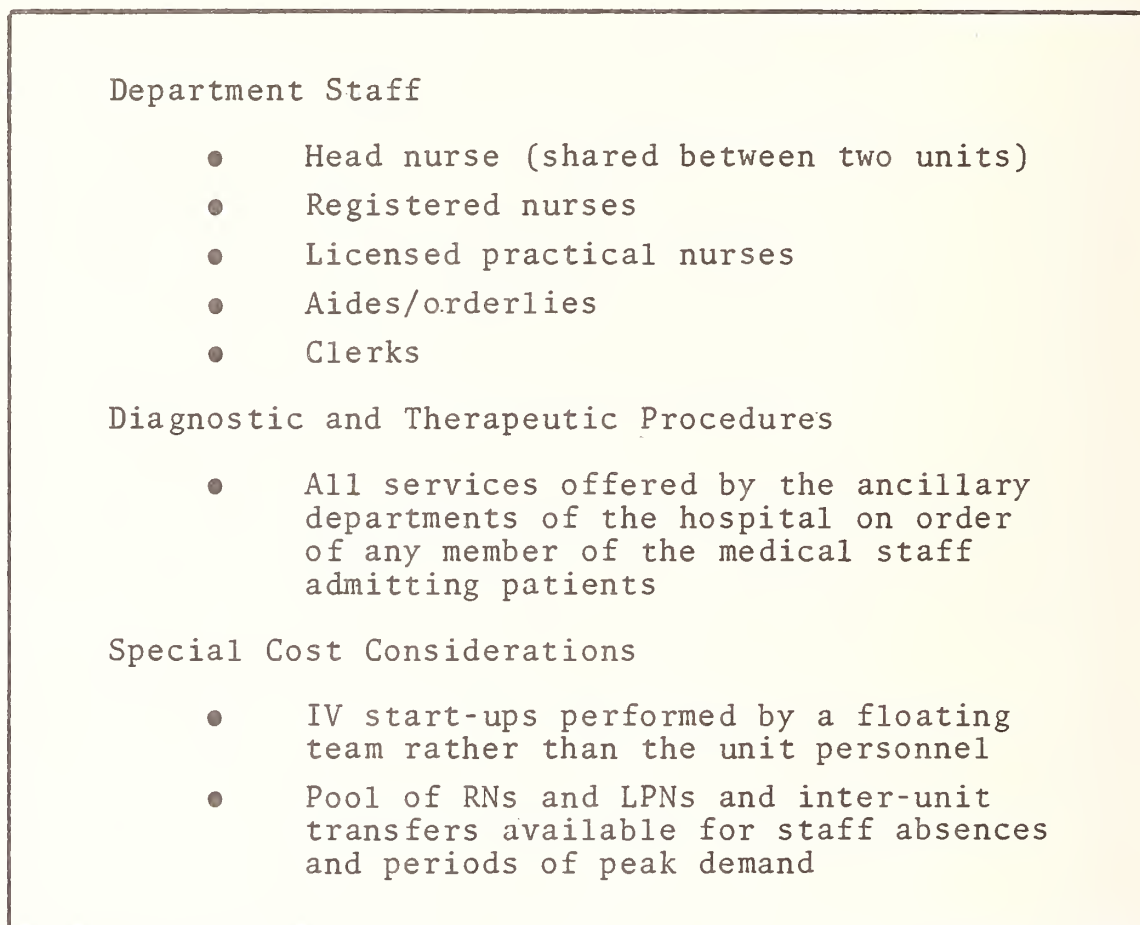 Department Staff
● Head nurse (shared between two units)
● Registered nurses
● Licensed practical nurses
● Aides/orderlies
● Clerks
Diagnostic and Therapeutic Procedures
● All services offered by the ancillary
departments of the hospital on order
of any member of the medical staff
admitting patients
Special Cost Considerations
● IV start-ups performed by a floating
team rather than the unit personnel
● Pool of RNs and LPNs and inter-unit
transfers available for staff absences
and periods of peak demand